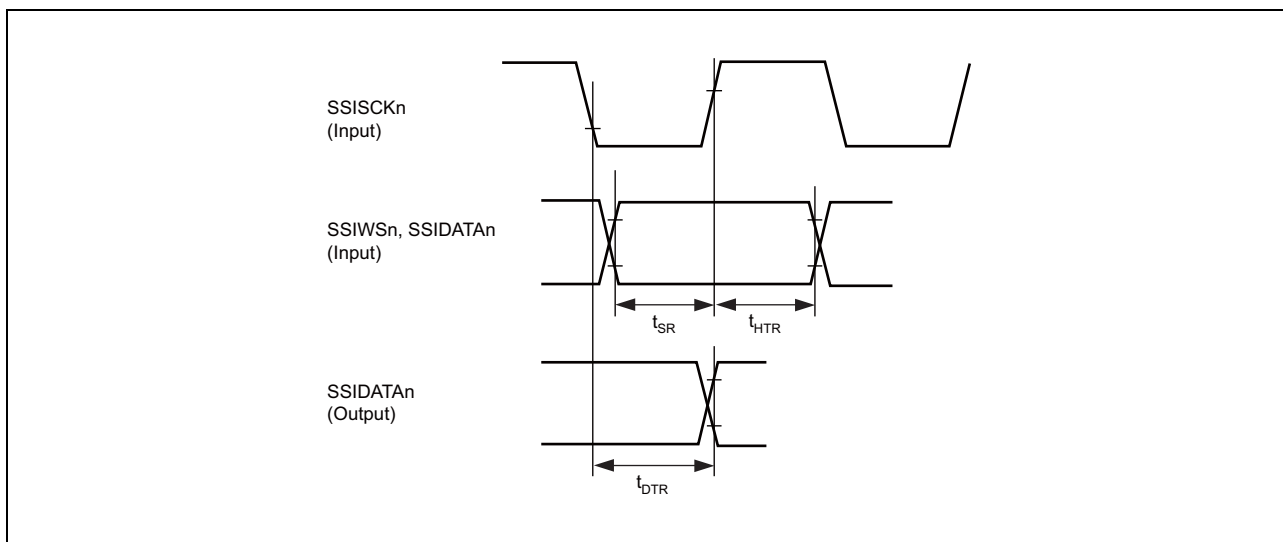 SSISCKn
(Input)
SSIWSn, SSIDATAn
(Input)
tSR
tHTR
SSIDATAn
(Output)
tDTR